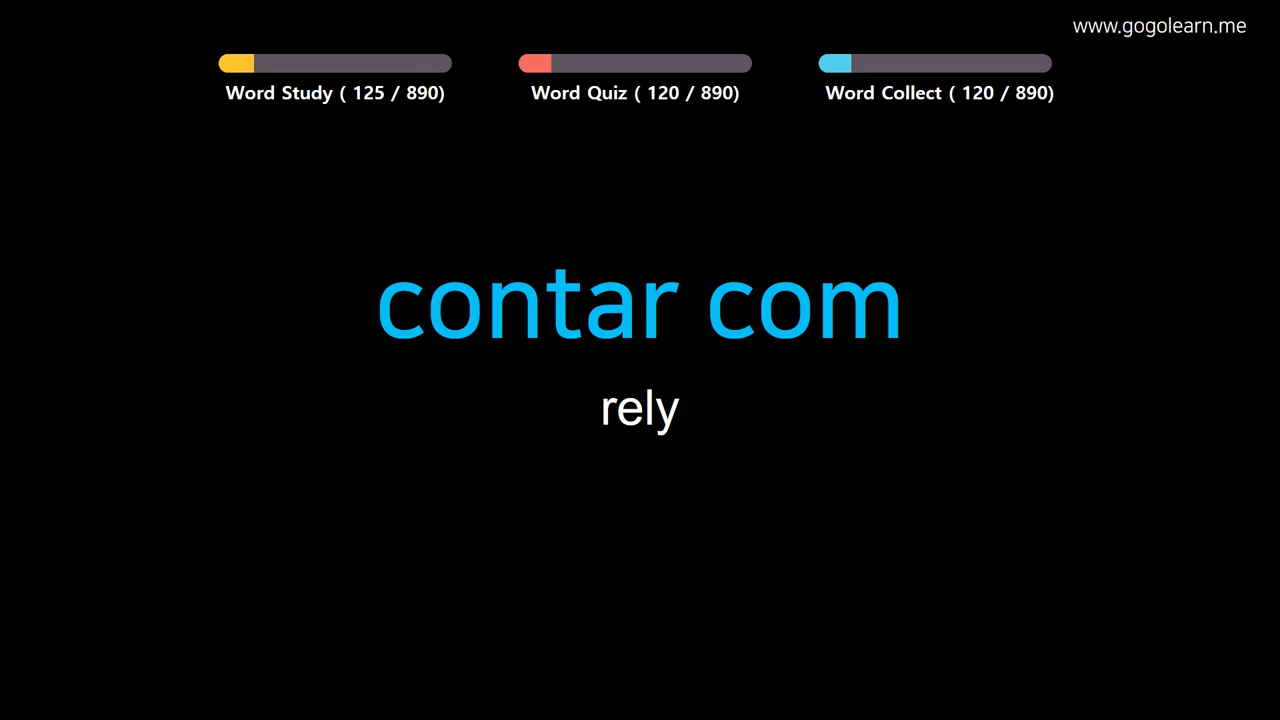 www.gogolearn.me
Word Study ( 125 / 890)
Word Quiz ( 120 / 890)
Word Collect ( 120 / 890)
contar com
rely